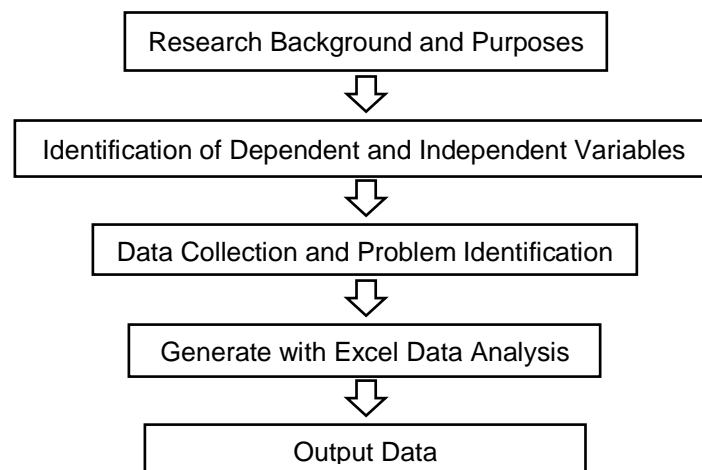 Research Background and Purposes
Identification of Dependent and Independent Variables
Data Collection and Problem Identification
Generate with Excel Data Analysis
Output Data